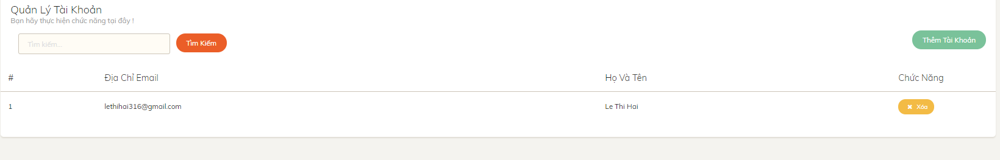 Quản Lý Tài Khoản
Bạn hãy thực hiện chức năng tại đây !
Tìm kiếm...
Tìm Kiếm
Thêm Tài Khoản
# Địa Chỉ Email Họ Và Tên Chức Năng
1 lethihai316@gmail.com Le Thi Hai ✖ Xóa